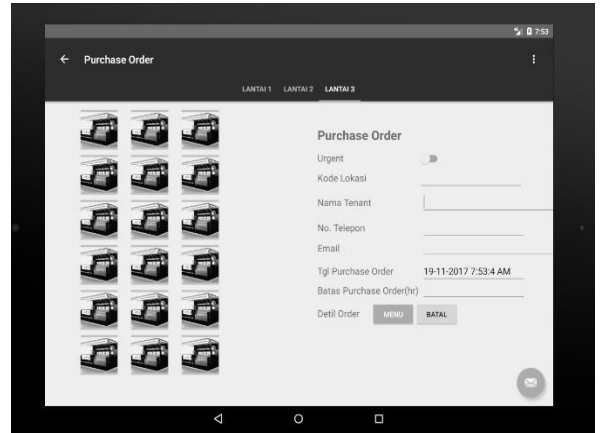 7:53
Purchase Order
LANTAI 1 LANTAI 2 LANTAI 3
Purchase Order
Urgent
Kode Lokasi
Nama Tenant
No. Telepon
Email
Tgl Purchase Order 19-11-2017 7:53:4 AM
Batas Purchase Order(hr)
Detil Order MENU BATAL